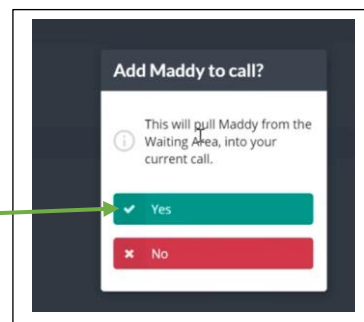 Add Maddy to call?
This will pull Maddy from the
Waiting Area, into your
current call.
Yes
No